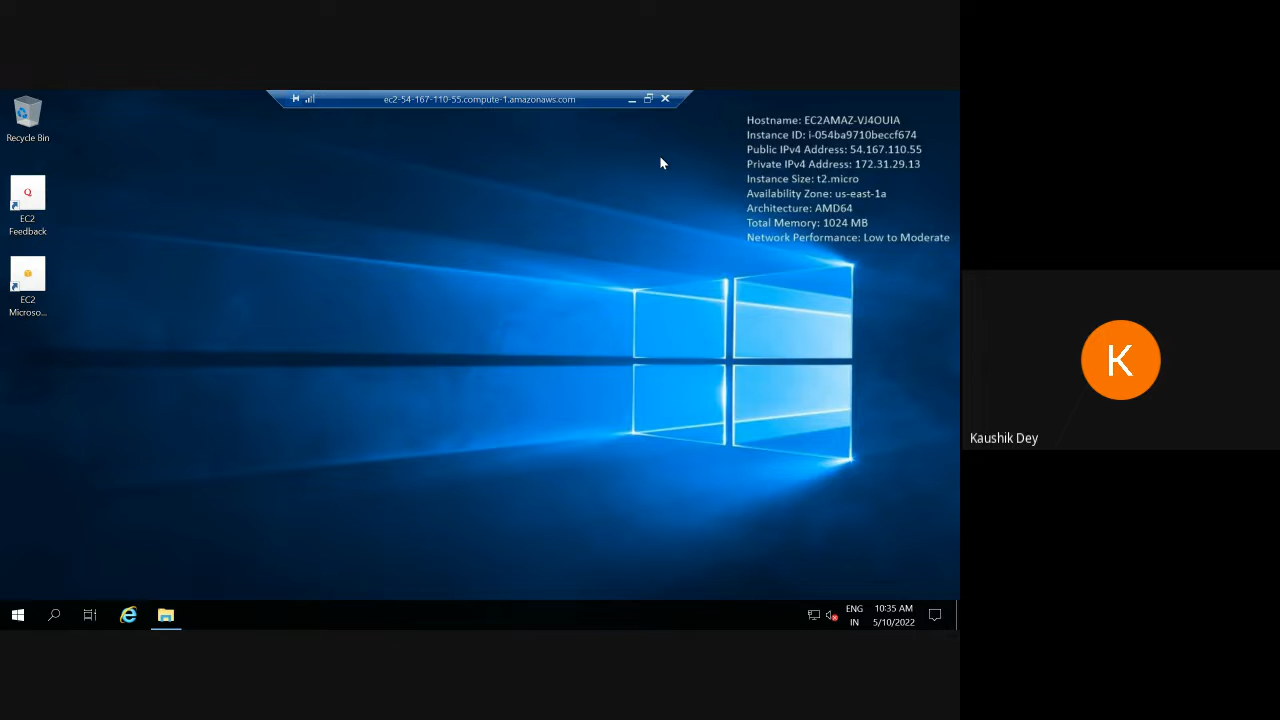 ec2-54-167-110-55.compute-1.amazonaws.com
Recycle Bin
EC2
Feedback
EC2
Microso...
Hostname: EC2AMAZ-VJ4OUIA
Instance ID: i-054ba9710beccf674
Public IPv4 Address: 54.167.110.55
Private IPv4 Address: 172.31.29.13
Instance Size: t2.micro
Availability Zone: us-east-1a
Architecture: AMD64
Total Memory: 1024 MB
Network Performance: Low to Moderate
K
Kaushik Dey
ENG
IN
10:35 AM
5/10/2022